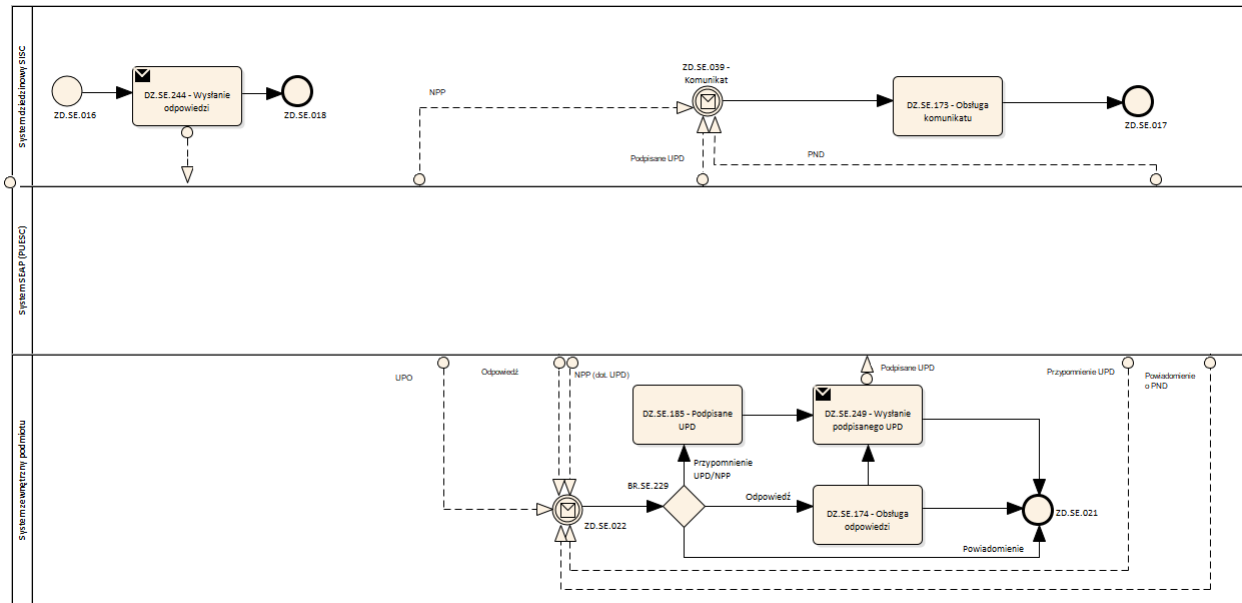 System dziedzinowy SISC
ZD.SE.016
DZ.SE.244 - Wysłanie
odpowiedzi
ZD.SE.018
NPP
ZD.SE.039 -
Komunikat
Podpisane UPD
PND
DZ.SE.173 - Obsługa
komunikatu
ZD.SE.017
System SEAP (PUESC)
System zewnętrzny podmiotu
UPO
Odpowiedź
NPP (dot. UPD)
Podpisane UPD
Przypomnienie UPD
Powiadomienie
o PND
DZ.SE.185 - Podpisane
UPD
DZ.SE.249 - Wysłanie
podpisanego UPD
Przypomnienie
UPD/NPP
BR.SE.229
Odpowiedź
DZ.SE.174 - Obsługa
odpowiedzi
ZD.SE.022
ZD.SE.021
Powiadomienie